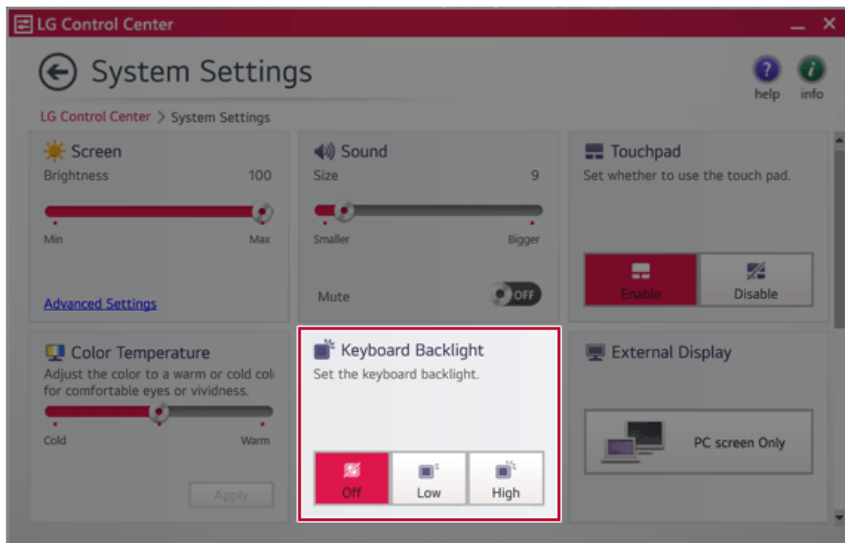 LG Control Center
System Settings
help info
LG Control Center > System Settings
Screen
Brightness 100
Min Max
Advanced Settings
Sound
Size 9
Smaller Bigger
Mute OFF
Touchpad
Set whether to use the touch pad.
Enable Disable
Color Temperature
Adjust the color to a warm or cold col
for comfortable eyes or vividness.
Cold Warm
Apply
Keyboard Backlight
Set the keyboard backlight.
Off Low High
External Display
PC screen Only